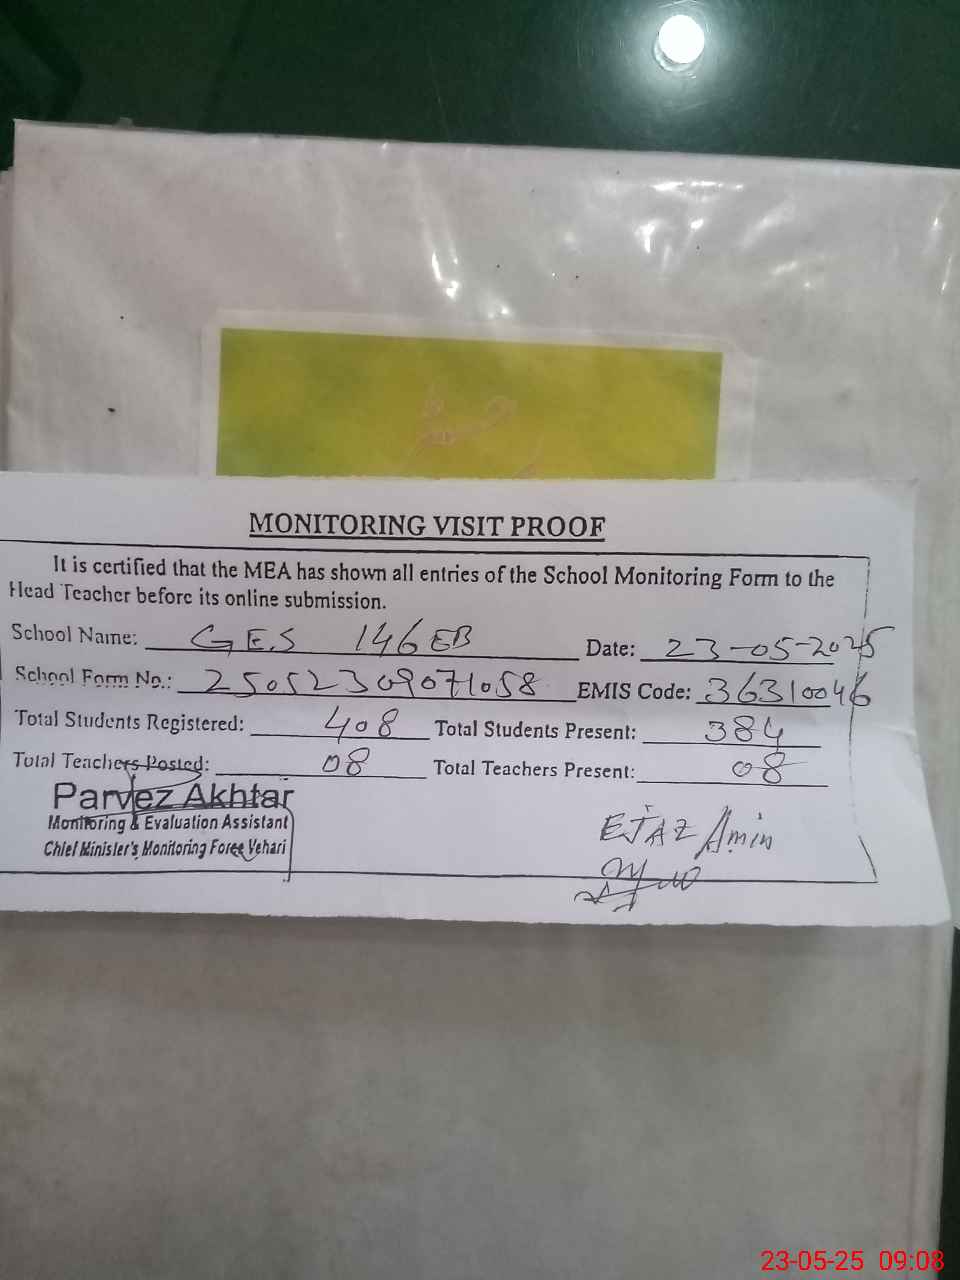 MONITORING VISIT PROOF
It is certified that the MEA has shown all entries of the School Monitoring Form to the
Head Teacher before its online submission.
School Name: GES 146 EB Date: 23-05-2025
School Form No.: 25052309071058 EMIS Code: 36310046
Total Students Registered: 408 Total Students Present: 384
Total Teachers Posted: 08 Total Teachers Present: 08
Parvez Akhtar
Monitoring & Evaluation Assistant
Chief Minister's Monitoring Force Vehari
EJAZ Amin
23-05-25 09:08